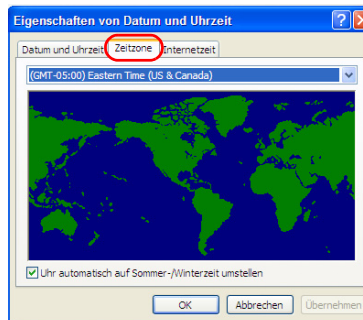 Eigenschaften von Datum und Uhrzeit
Datum und Uhrzeit Zeitzone Internetzeit
(GMT-05:00) Eastern Time (US & Canada)
Uhr automatisch auf Sommer-/Winterzeit umstellen
OK Abbrechen Übernehmen